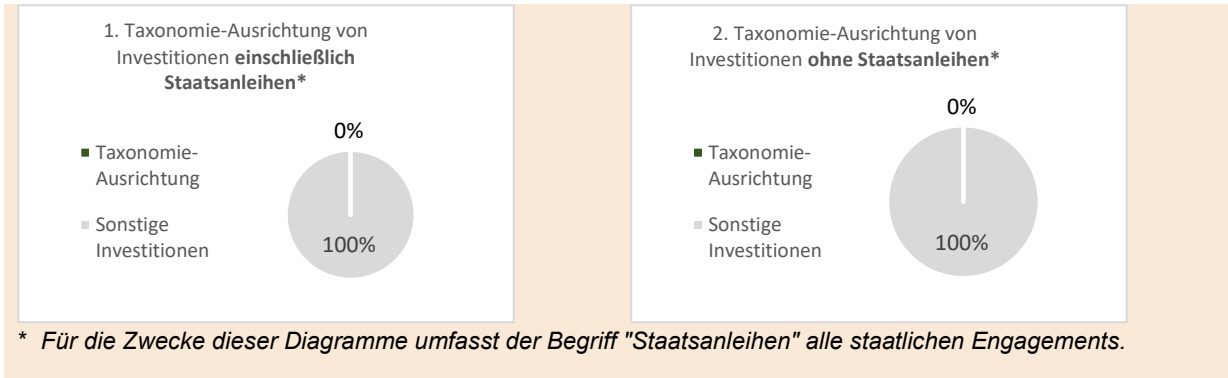 1. Taxonomie-Ausrichtung von
Investitionen einschließlich
Staatsanleihen*
0%
Taxonomie-
Ausrichtung
Sonstige
Investitionen
100%
2. Taxonomie-Ausrichtung von
Investitionen ohne Staatsanleihen*
0%
Taxonomie-
Ausrichtung
Sonstige
Investitionen
100%
* Für die Zwecke dieser Diagramme umfasst der Begriff "Staatsanleihen" alle staatlichen Engagements.